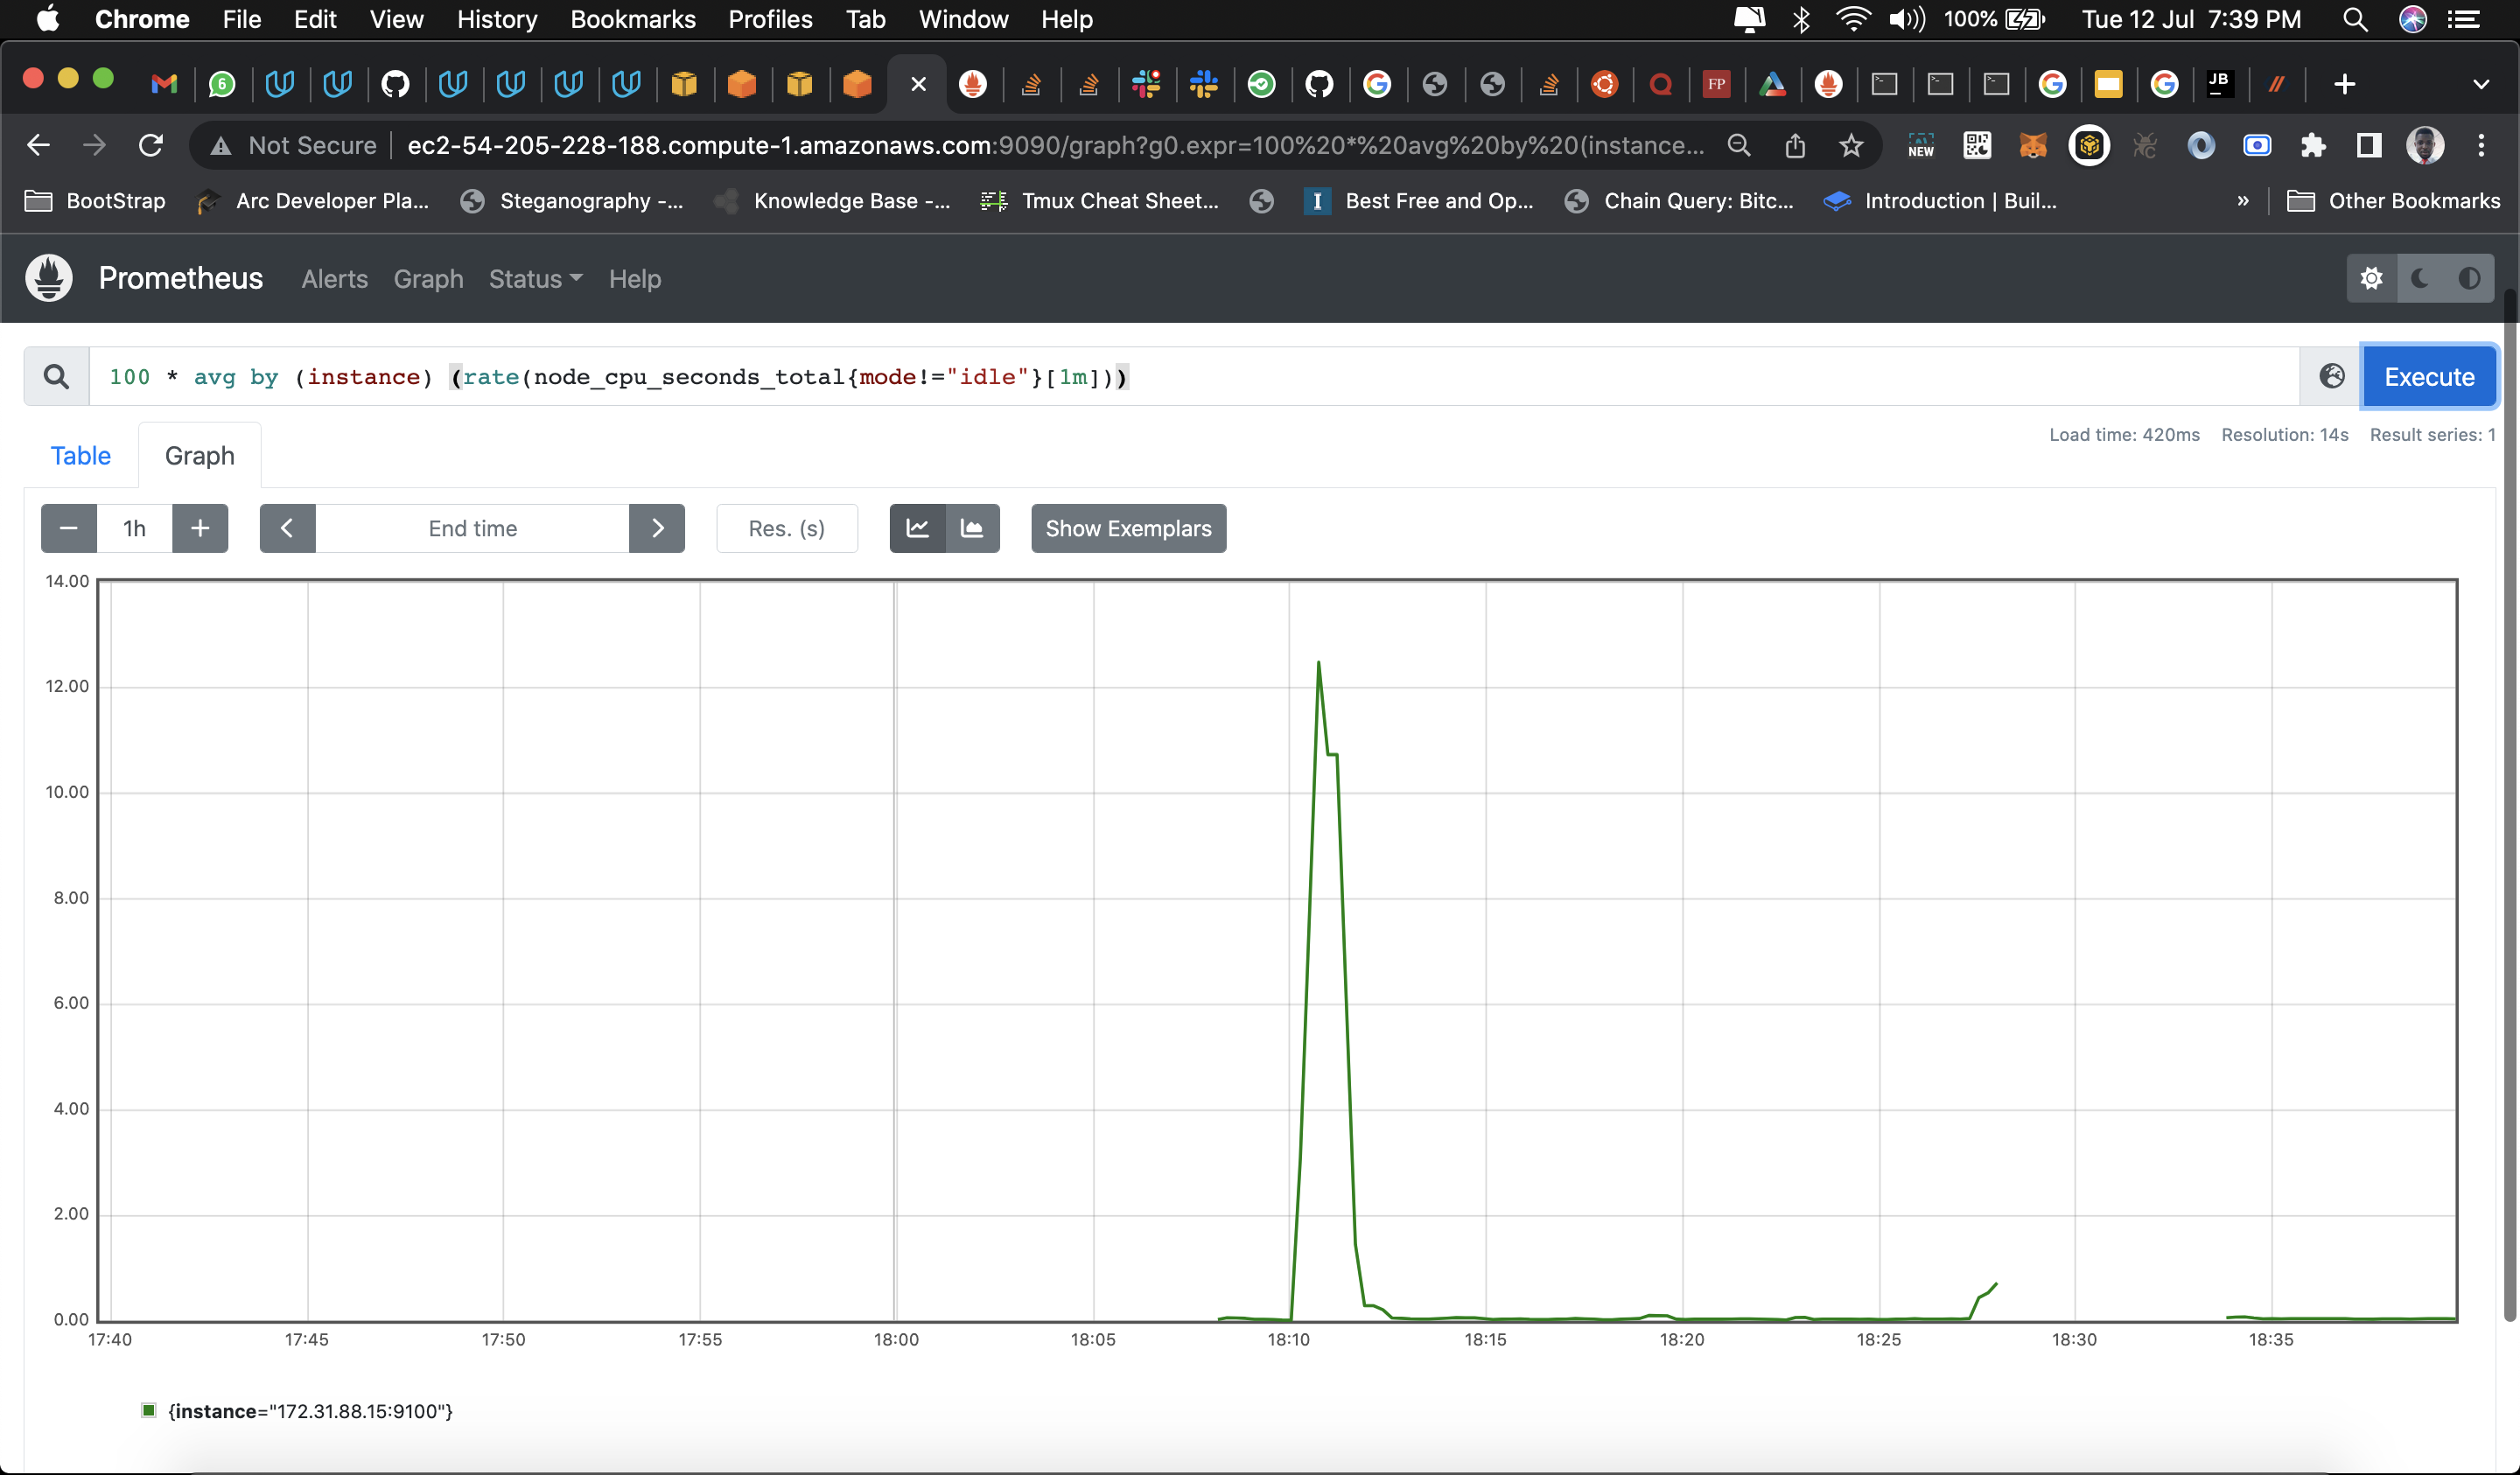 Chrome File Edit View History Bookmarks Profiles Tab Window Help 100% Tue 12 Jul 7:39 PM
6 FP JB
Not Secure ec2-54-205-228-188.compute-1.amazonaws.com:9090/graph?g0.expr=100%20*%20avg%20by%20(instance... NEW
BootStrap Arc Developer Pla... Steganography -... Knowledge Base -... Tmux Cheat Sheet... I Best Free and Op... Chain Query: Bitc... Introduction | Buil... » Other Bookmarks
Prometheus Alerts Graph Status Help
100 * avg by (instance) (rate(node_cpu_seconds_total{mode!="idle"}[1m])) Execute
Load time: 420ms Resolution: 14s Result series: 1
Table Graph
1h End time Res. (s) Show Exemplars
14.00
12.00
10.00
8.00
6.00
4.00
2.00
0.00
17:40 17:45 17:50 17:55 18:00 18:05 18:10 18:15 18:20 18:25 18:30 18:35
{instance="172.31.88.15:9100"}